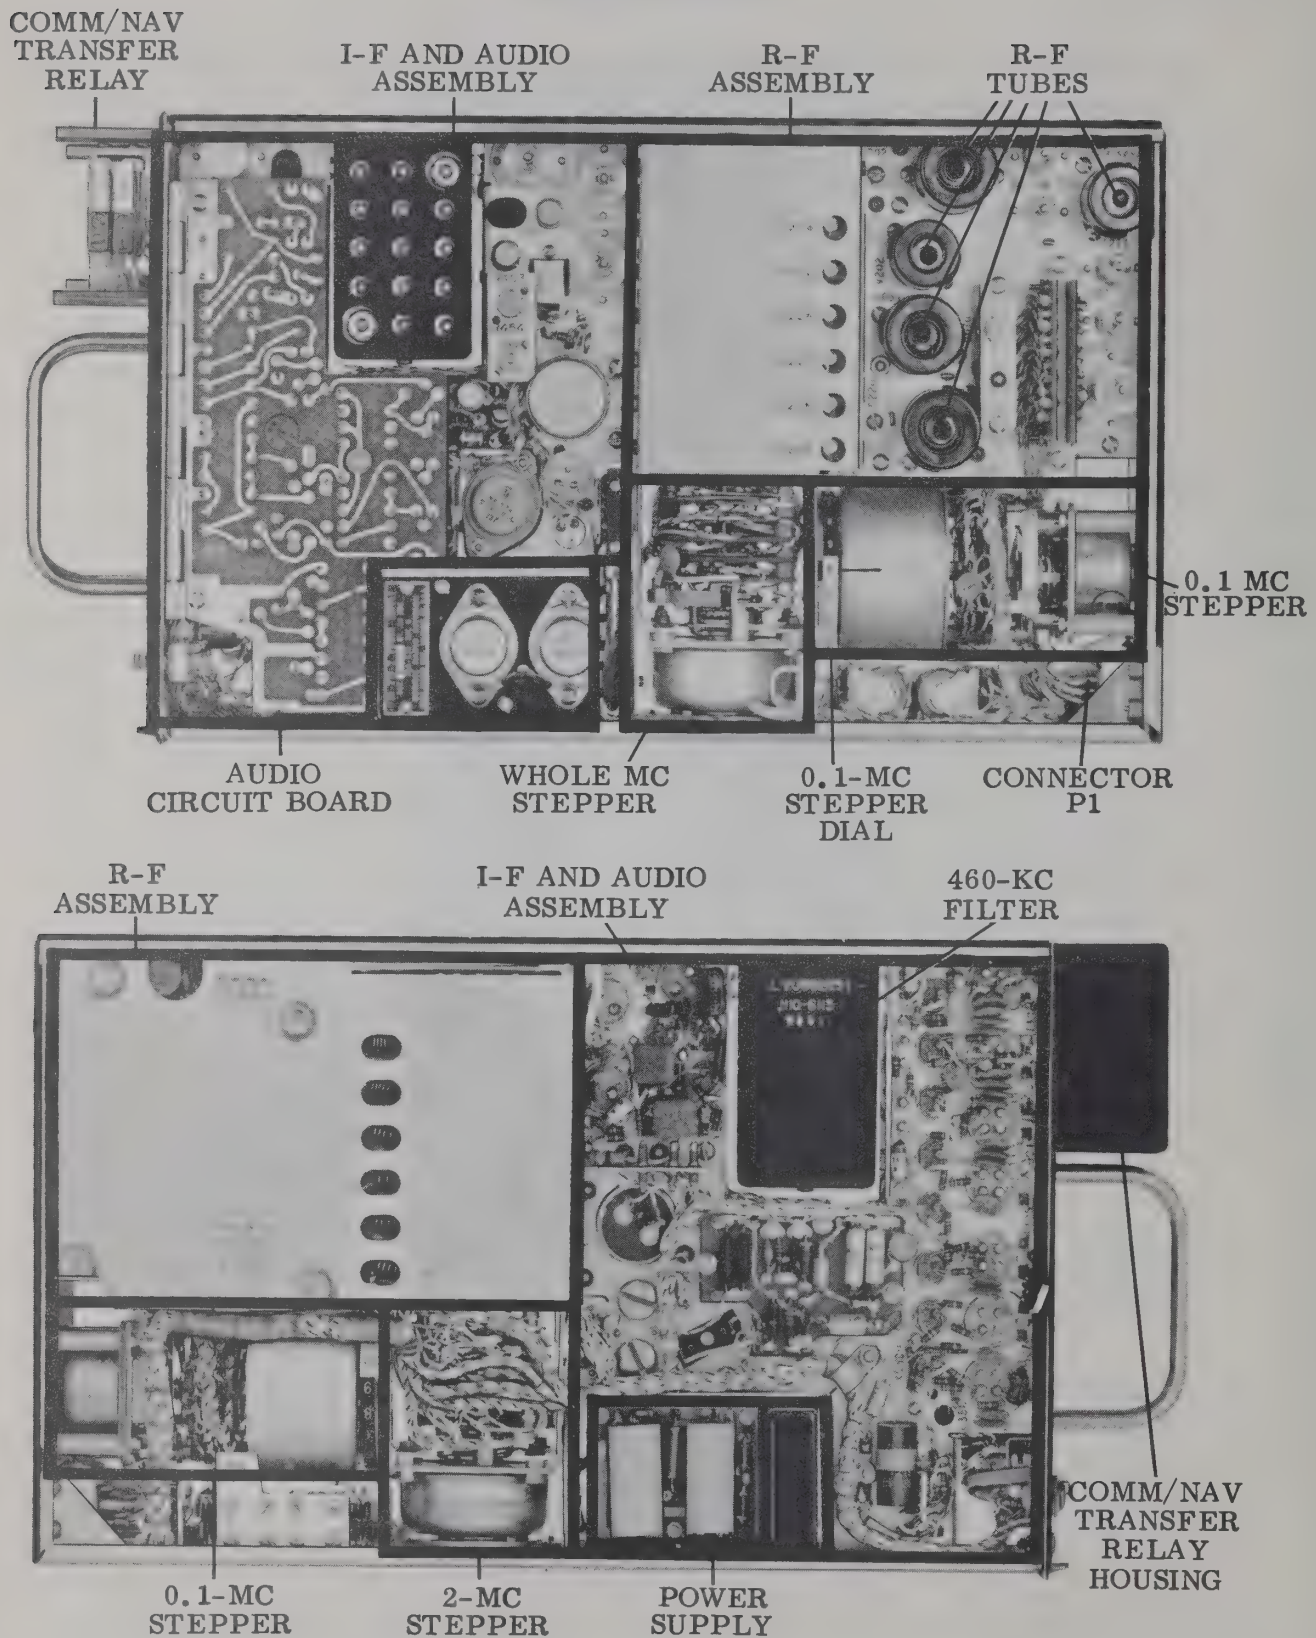 COMM/NAV
TRANSFER
RELAY
I-F AND AUDIO
ASSEMBLY
R-F
ASSEMBLY
R-F
TUBES
V202
0.1 MC
STEPPER
AUDIO
CIRCUIT BOARD
WHOLE MC
STEPPER
0.1-MC
STEPPER
DIAL
CONNECTOR
P1
R-F
ASSEMBLY
I-F AND AUDIO
ASSEMBLY
460-KC
FILTER
0.1-MC
STEPPER
2-MC
STEPPER
POWER
SUPPLY
COMM/NAV
TRANSFER
RELAY
HOUSING